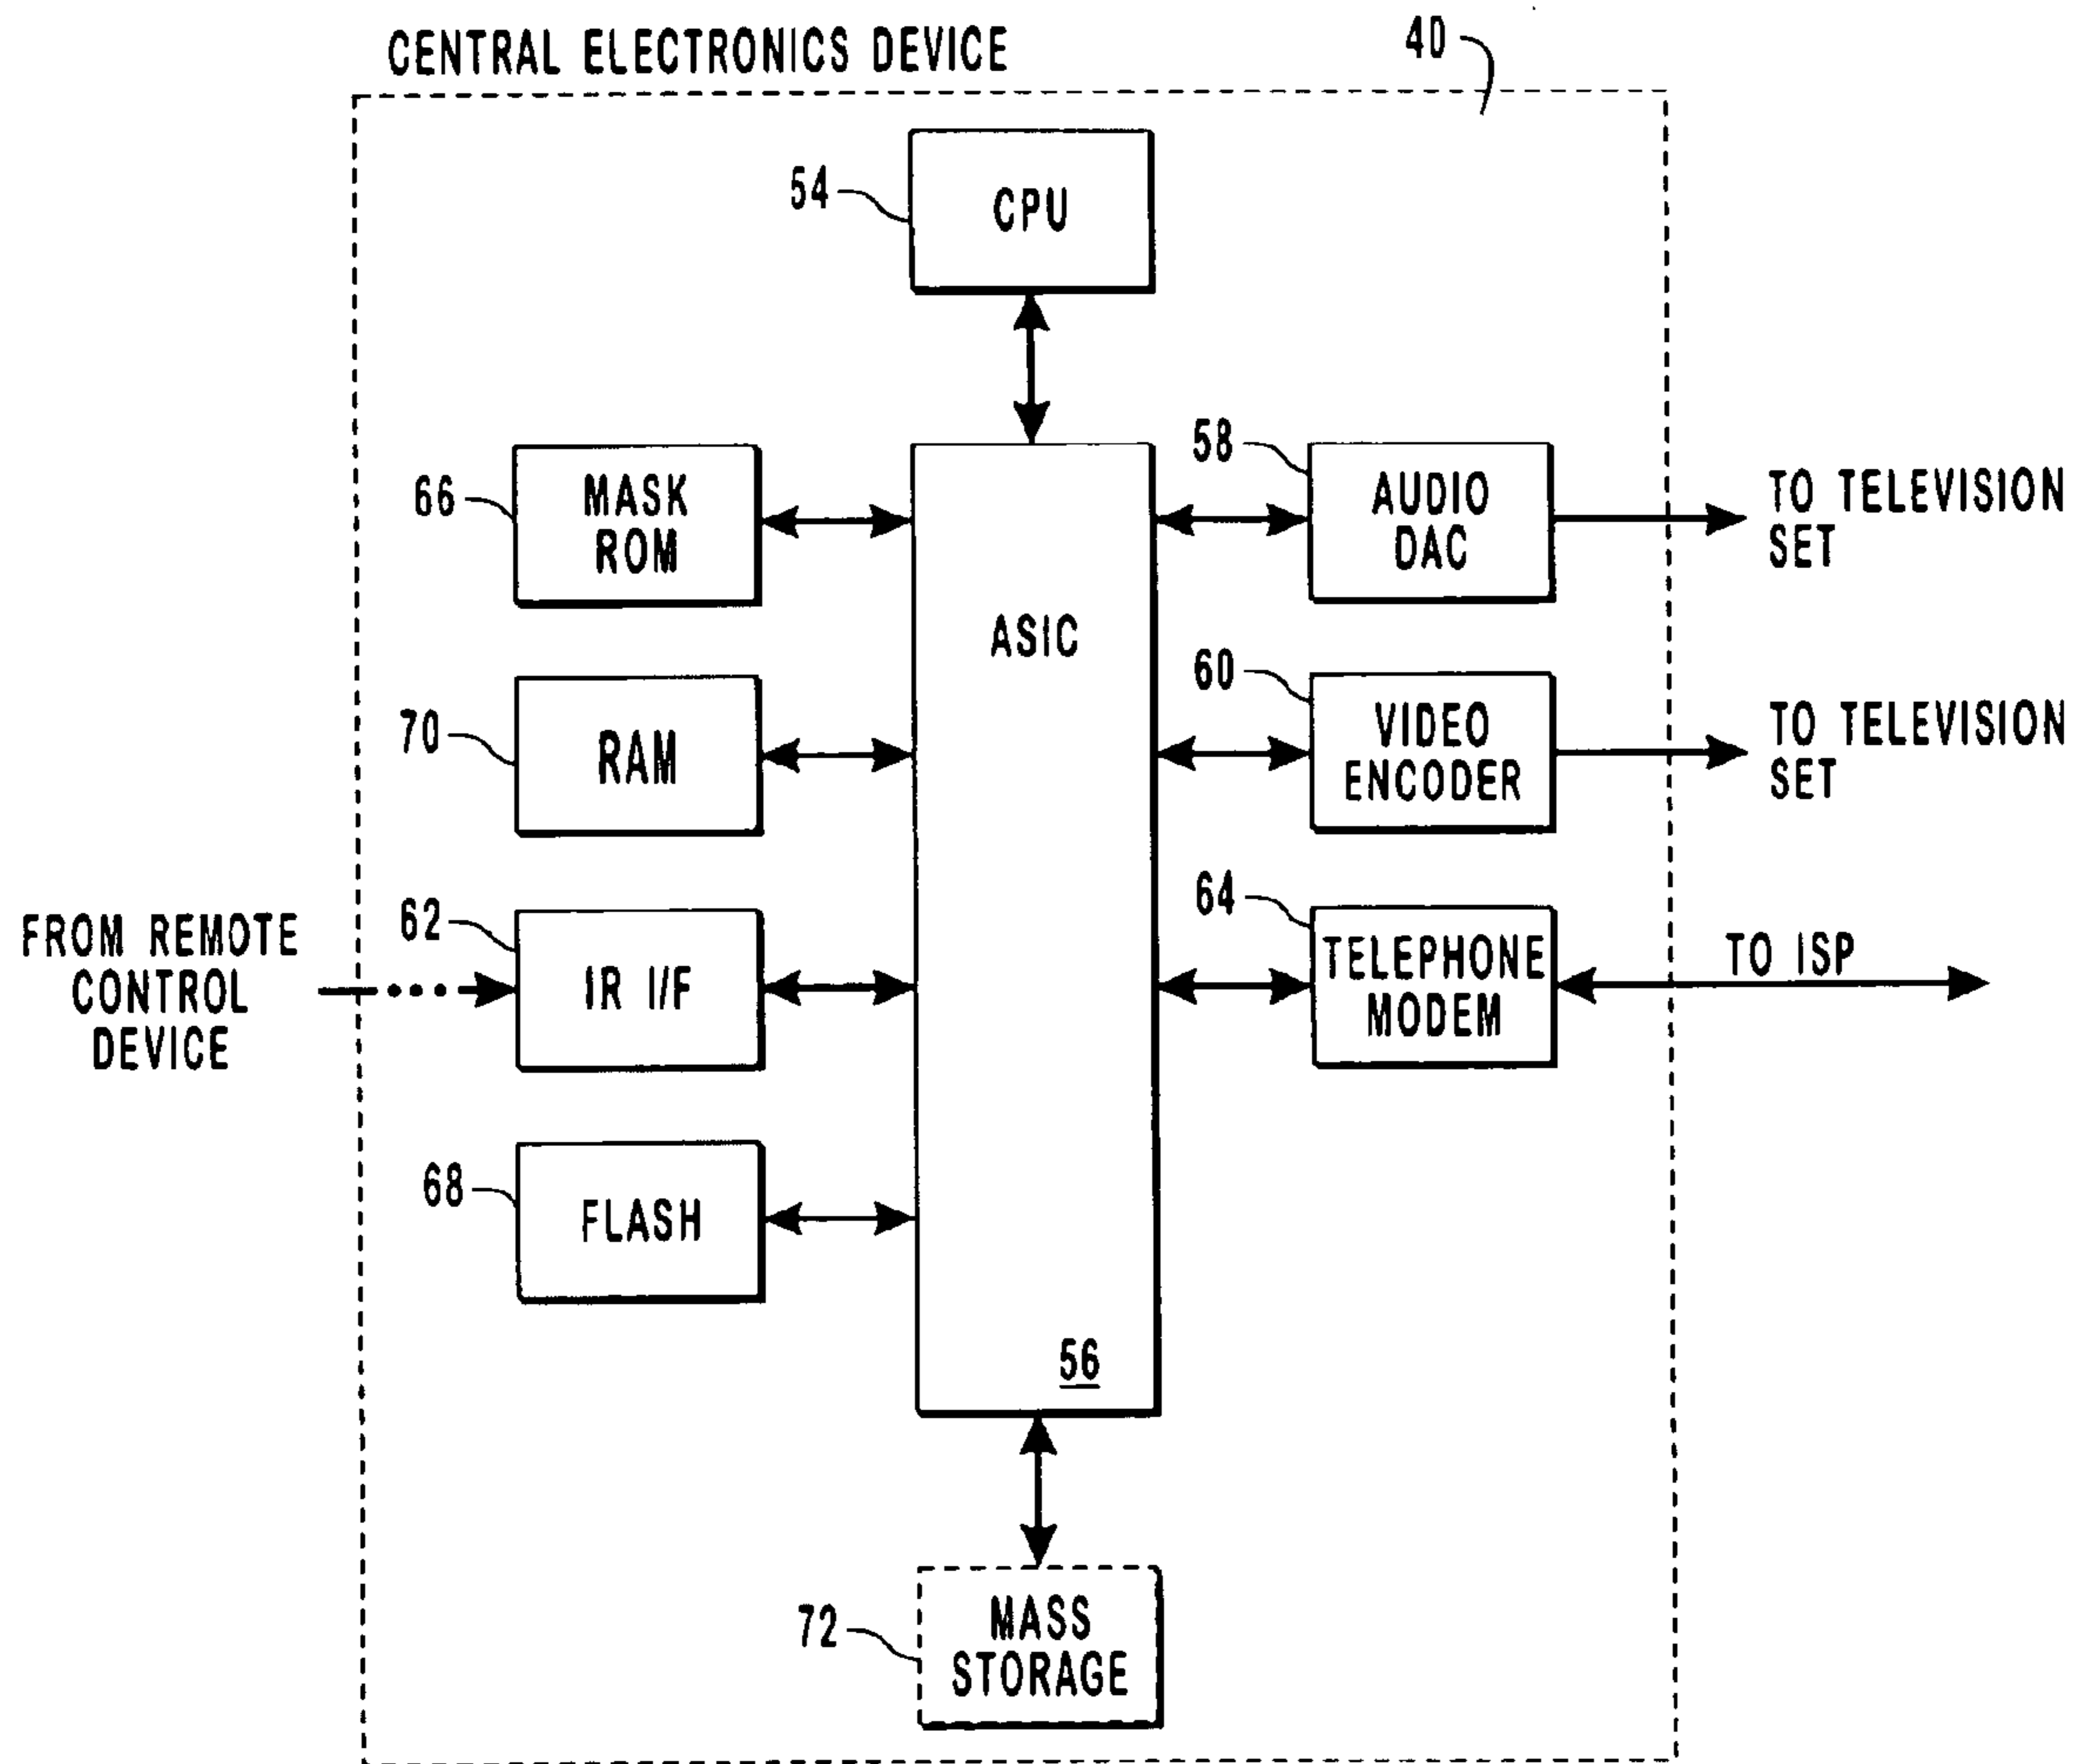 CENTRAL ELECTRONICS DEVICE
40
54
CPU
66
MASK
ROM
58
AUDIO
DAC
TO TELEVISION
SET
ASIC
70
RAM
60
VIDEO
ENCODER
TO TELEVISION
SET
FROM REMOTE
CONTROL
DEVICE
62
IR I/F
64
TELEPHONE
MODEM
TO ISP
68
FLASH
56
72
MASS
STORAGE